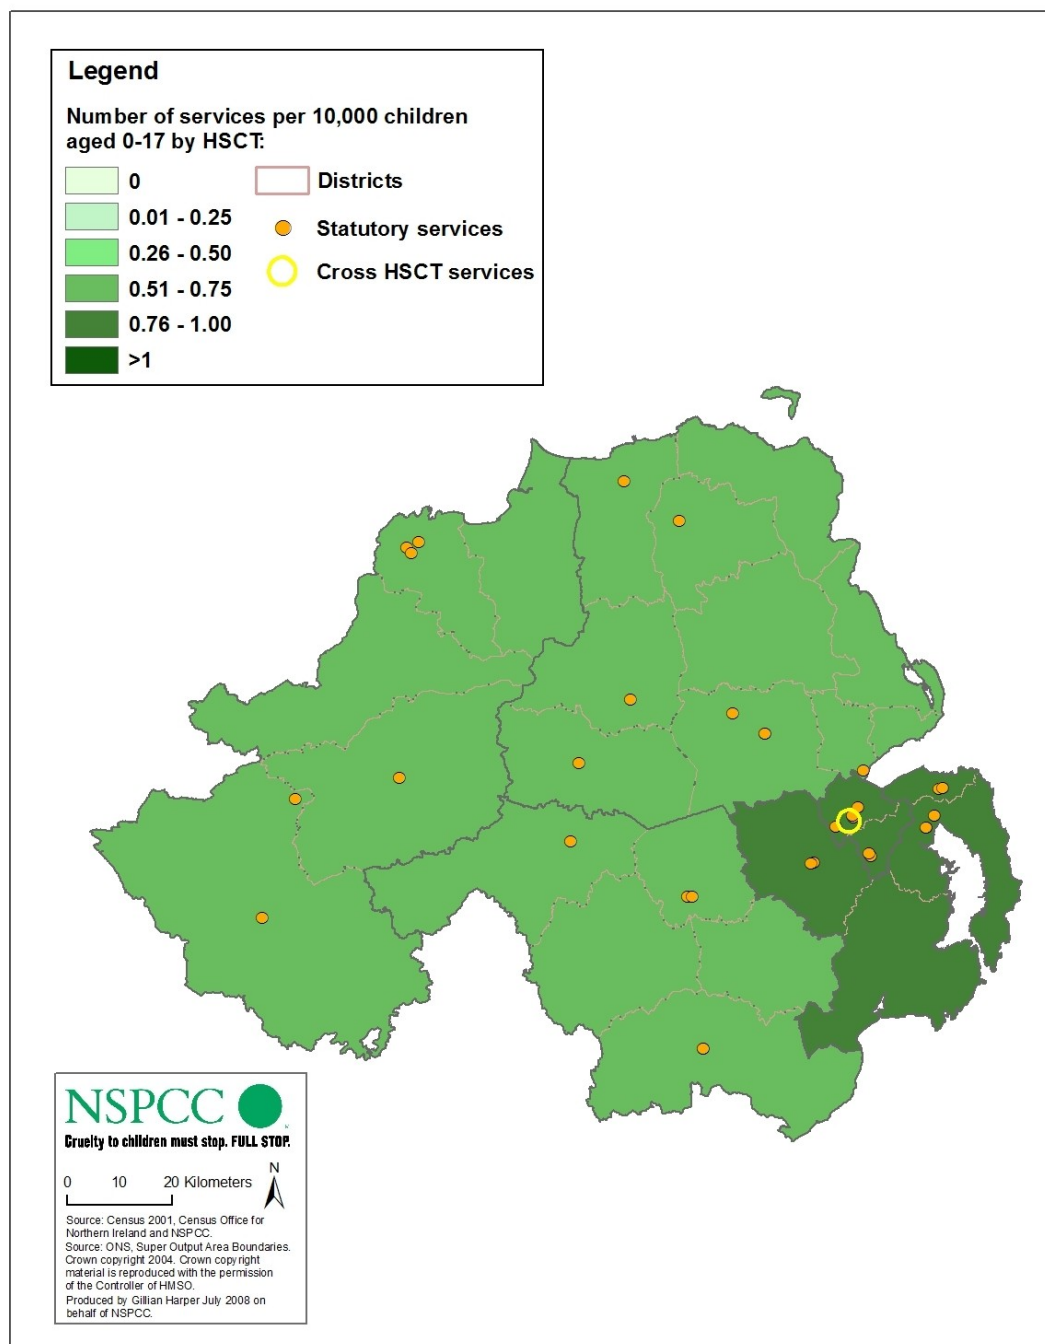 Legend
Number of services per 10,000 children
aged 0-17 by HSCT:
0
0.01 - 0.25
0.26 - 0.50
0.51 - 0.75
0.76 - 1.00
>1
Districts
Statutory services
Cross HSCT services
NSPCC
Cruelty to children must stop. FULL STOP.
N
0 10 20 Kilometers
Source: Census 2001, Census Office for
Northern Ireland and NSPCC.
Source: ONS, Super Output Area Boundaries.
Crown copyright 2004. Crown copyright
material is reproduced with the permission
of the Controller of HMSO.
Produced by Gillian Harper July 2008 on
behalf of NSPCC.